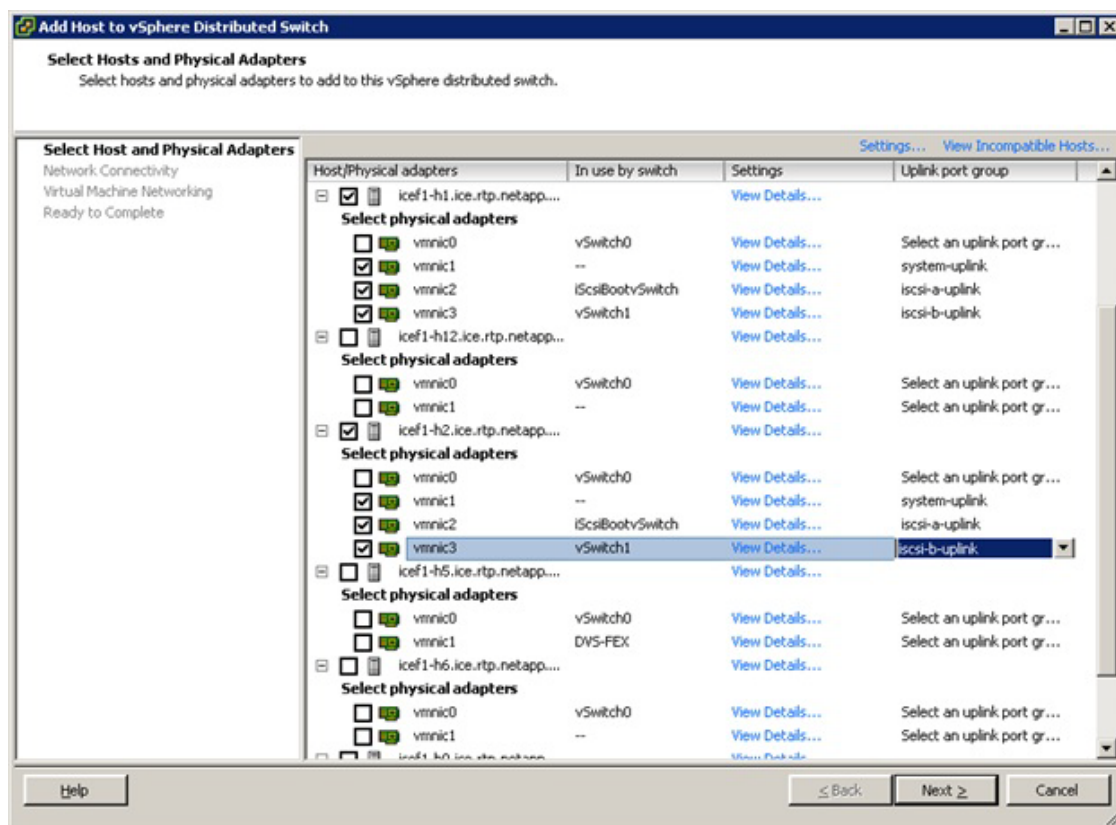 Add Host to vSphere Distributed Switch
Select Hosts and Physical Adapters
Select hosts and physical adapters to add to this vSphere distributed switch.
Select Host and Physical Adapters
Network Connectivity
Virtual Machine Networking
Ready to Complete
Settings... View Incompatible Hosts...
Host/Physical adapters In use by switch Settings Uplink port group
icef1-h1.ice.rtp.netapp.... View Details...
Select physical adapters
vmnic0 vSwitch0 View Details... Select an uplink port gr...
vmnic1 -- View Details... system-uplink
vmnic2 iScsiBootvSwitch View Details... iscsi-a-uplink
vmnic3 vSwitch1 View Details... iscsi-b-uplink
icef1-h12.ice.rtp.netapp... View Details...
Select physical adapters
vmnic0 vSwitch0 View Details... Select an uplink port gr...
vmnic1 -- View Details... Select an uplink port gr...
icef1-h2.ice.rtp.netapp.... View Details...
Select physical adapters
vmnic0 vSwitch0 View Details... Select an uplink port gr...
vmnic1 -- View Details... system-uplink
vmnic2 iScsiBootvSwitch View Details... iscsi-a-uplink
vmnic3 vSwitch1 View Details... iscsi-b-uplink
icef1-h5.ice.rtp.netapp.... View Details...
Select physical adapters
vmnic0 vSwitch0 View Details... Select an uplink port gr...
vmnic1 DVS-FEX View Details... Select an uplink port gr...
icef1-h6.ice.rtp.netapp.... View Details...
Select physical adapters
vmnic0 vSwitch0 View Details... Select an uplink port gr...
vmnic1 -- View Details... Select an uplink port gr...
Help < Back Next > Cancel